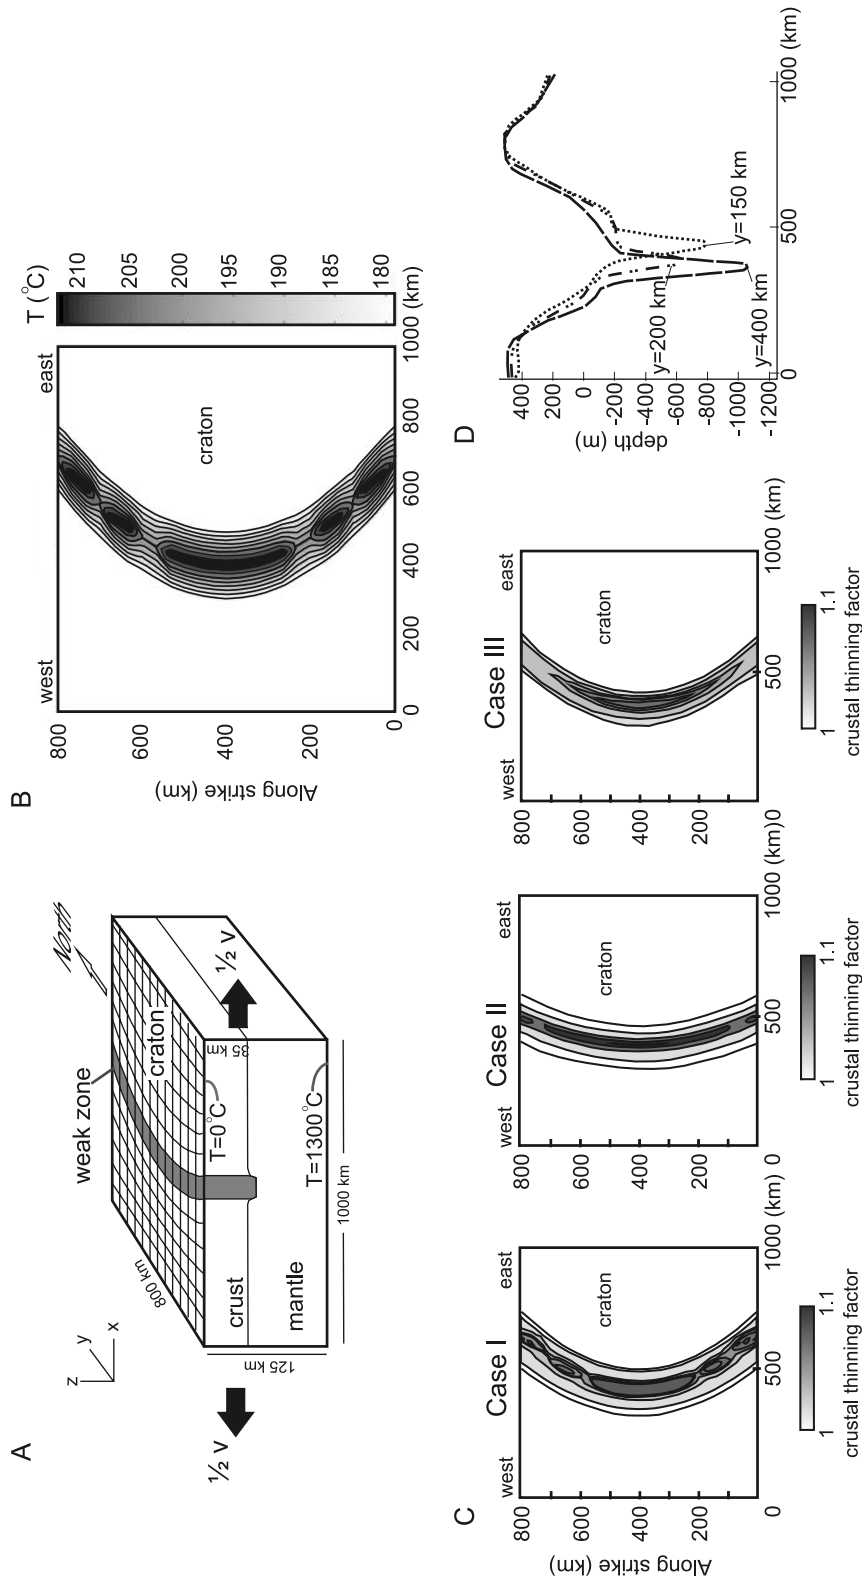 A
z
y
x
North
weak zone
craton
800 km
T=0°C
35 km
½ v
½ v
crust
mantle
T=1300°C
125 km
1000 km
B
west
east
T (°C)
craton
Along strike (km)
800
600
400
200
0
0
200
400
600
800
1000 (km)
210
205
200
195
190
185
180
C
Case I
west
east
craton
Along strike (km)
800
600
400
200
0
500
1000 (km)
1
1.1
crustal thinning factor
Case II
west
east
craton
800
600
400
200
0
500
1000 (km)
1
1.1
crustal thinning factor
Case III
west
east
craton
800
600
400
200
0
500
1000 (km)
1
1.1
crustal thinning factor
D
depth (m)
400
200
0
-200
-400
-600
-800
-1000
-1200
y=200 km
y=400 km
y=150 km
0
500
1000 (km)